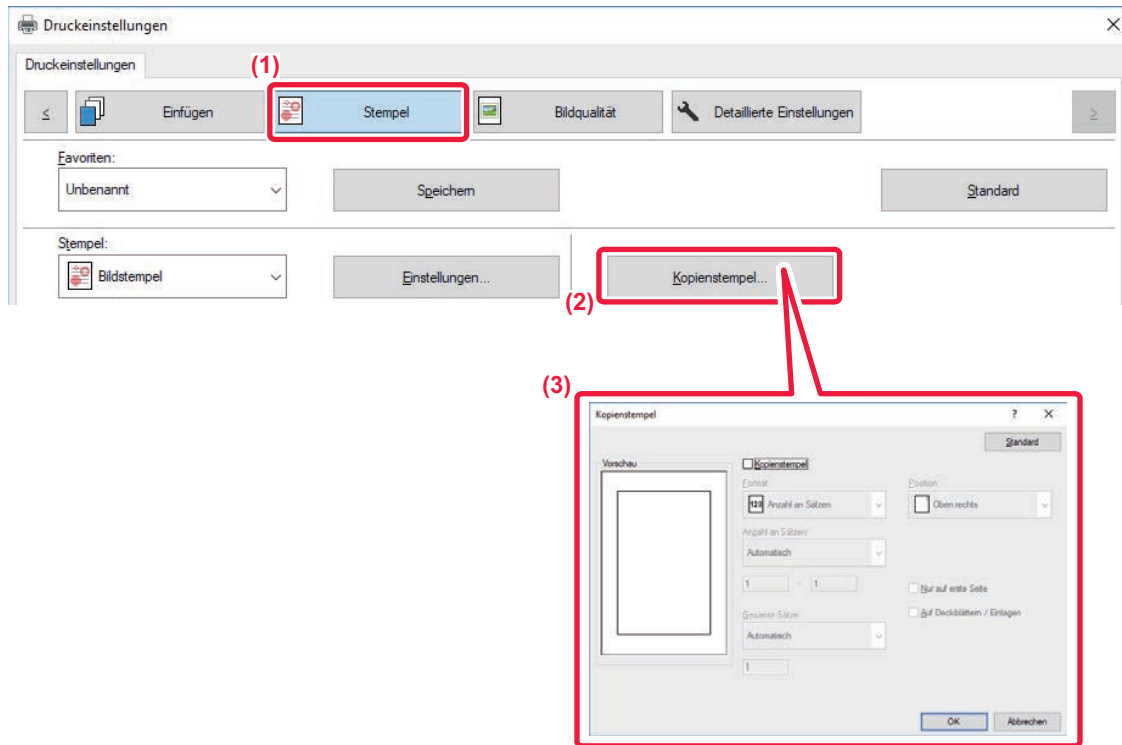 Druckeinstellungen
Druckeinstellungen
(1)
≤ Einfügen Stempel Bildqualität Detaillierte Einstellungen ≥
Favoriten:
Unbenannt Speichern Standard
Stempel:
Bildstempel Einstellungen... Kopienstempel...
(2)
(3)
Kopienstempel ? X
Standard
Vorschau Kopienstempel
Format: Position:
123 Anzahl an Sätzen Oben rechts
Anzahl an Sätzen:
Automatisch
1 - 1 Nur auf erste Seite
Gesamte Sätze: Auf Deckblättern / Einlagen
Automatisch
1
OK Abbrechen